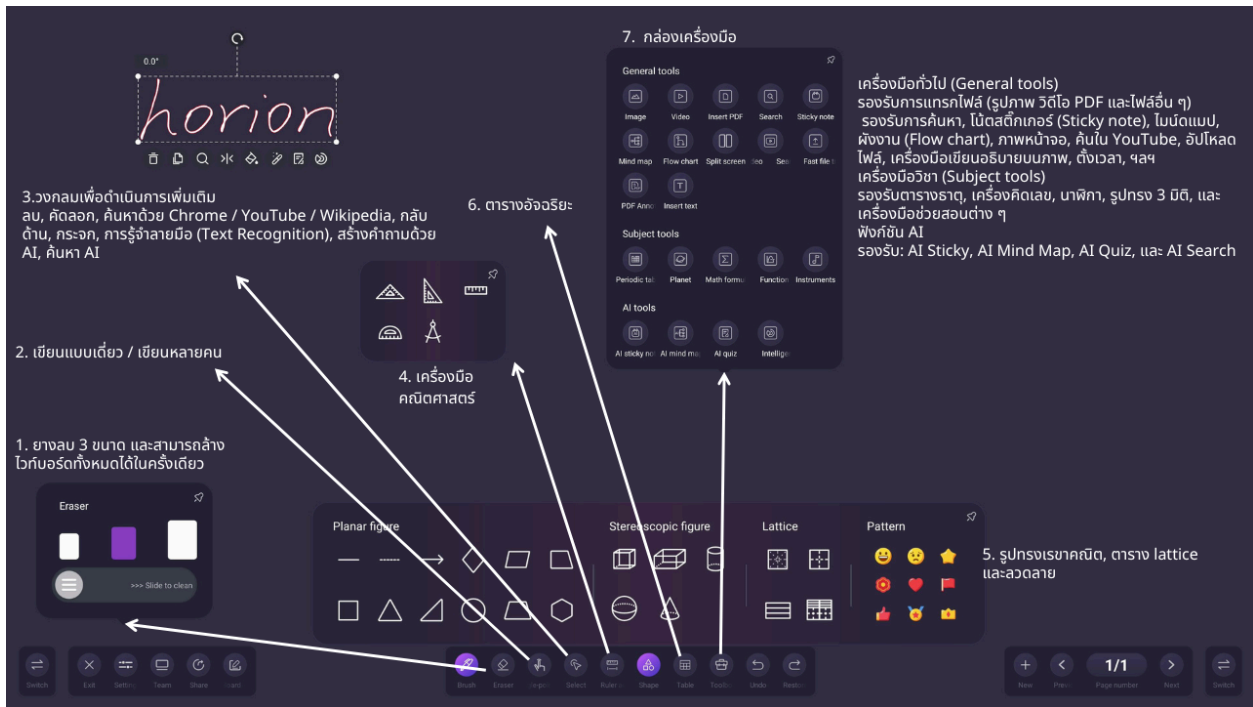 7. กล่องเครื่องมือ
0.0°
horion
General tools
Image Video Insert PDF Search Sticky note
Mind map Flow chart Split screen Fast file
PDF Anno Insert text
Subject tools
Periodic tal Planet Math formu Function Instruments
AI tools
AI sticky no AI mind ma AI quiz Intellige
เครื่องมือทั่วไป (General tools)
รองรับการแทรกไฟล์ (รูปภาพ วิดีโอ PDF และไฟล์อื่น ๆ)
รองรับการค้นหา, โน้ตสติ๊กเกอร์ (Sticky note), ไมน์ดแมป,
ผังงาน (Flow chart), ภาพหน้าจอ, ค้นใน YouTube, อัปโหลด
ไฟล์, เครื่องมือเขียนอธิบายบนภาพ, ตั้งเวลา, ฯลฯ
เครื่องมือวิชา (Subject tools)
รองรับตารางธาตุ, เครื่องคิดเลข, นาฬิกา, รูปทรง 3 มิติ, และ
เครื่องมือช่วยสอนต่าง ๆ
ฟังก์ชัน AI
รองรับ: AI Sticky, AI Mind Map, AI Quiz, และ AI Search
3.วงกลมเพื่อดำเนินการเพิ่มเติม
ลบ, คัดลอก, ค้นหาด้วย Chrome / YouTube / Wikipedia, กลับ
ด้าน, กระจก, การรู้จำลายมือ (Text Recognition), สร้างคำถามด้วย
AI, ค้นหา AI
6. ตารางอัจฉริยะ
2. เขียนแบบเดี่ยว / เขียนหลายคน
4. เครื่องมือ
คณิตศาสตร์
1. ยางลบ 3 ขนาด และสามารถล้าง
ไวท์บอร์ดทั้งหมดได้ในครั้งเดียว
Eraser
>>> Slide to clean
Planar figure Stereoscopic figure Lattice Pattern
5. รูปทรงเรขาคณิต, ตาราง lattice
และลวดลาย
Switch Exit Setting Team Share Brush Eraser Select Ruler Shape Table Toolbo Undo Restor New Previ 1/1 Page number Next Switch